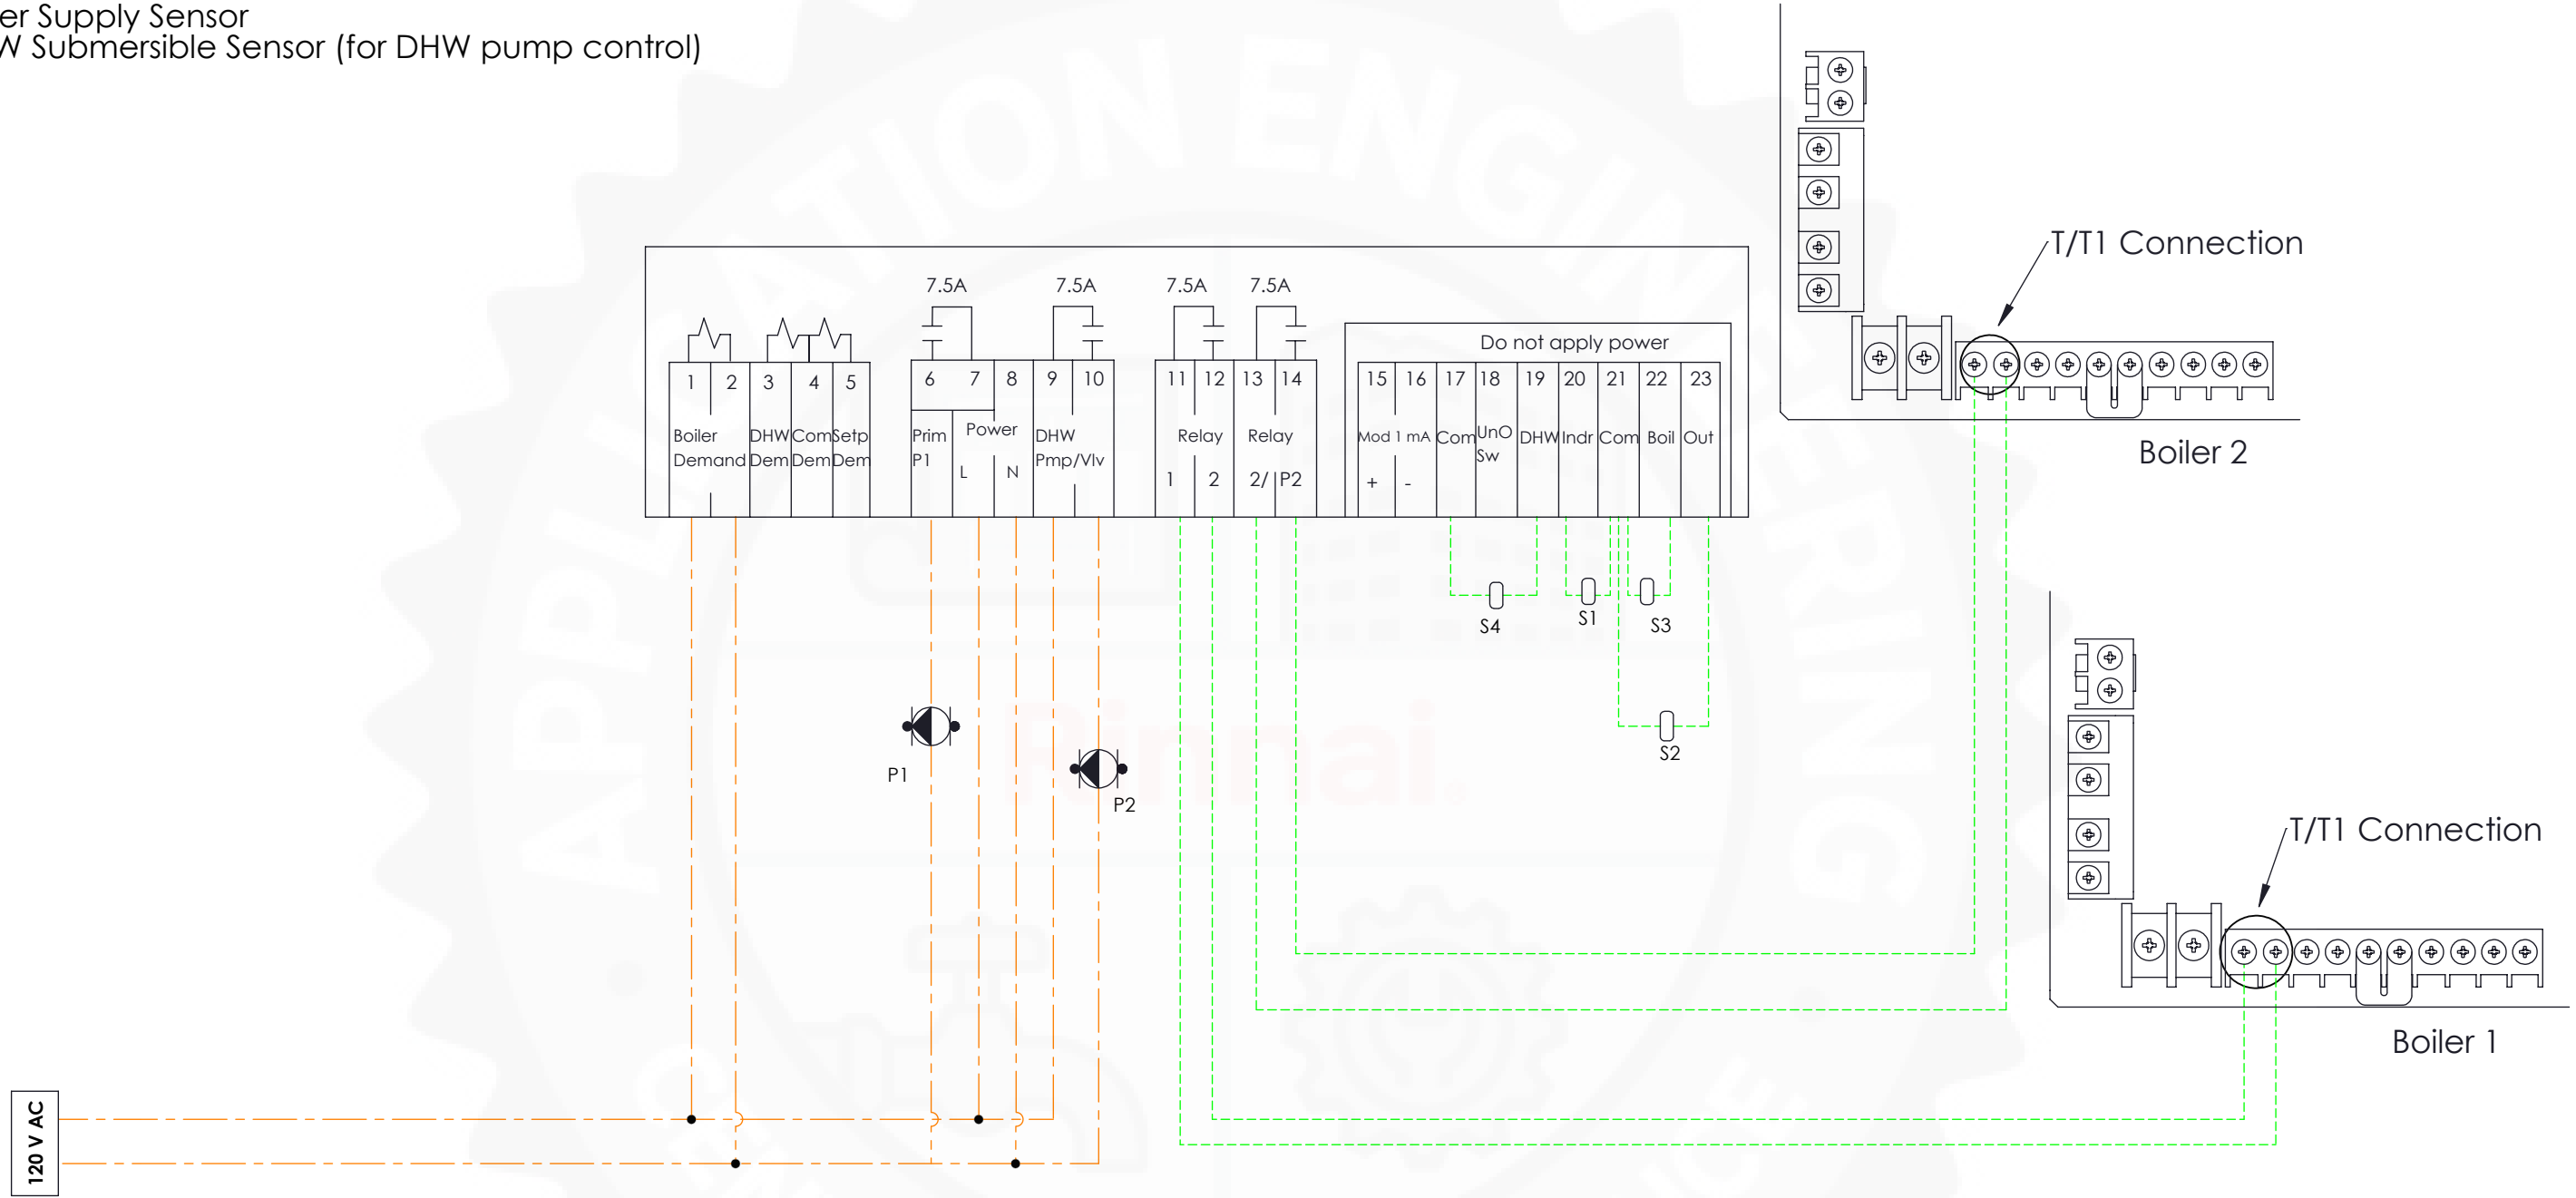 er Supply Sensor
W Submersible Sensor (for DHW pump control)
T/T1 Connection
7.5A 7.5A 7.5A 7.5A
Do not apply power
1 2 3 4 5 6 7 8 9 10 11 12 13 14 15 16 17 18 19 20 21 22 23
Boiler Demand
DHW Dem
Com Dem
Setp Dem
Prim P1
Power
L N
DHW Pmp/Vlv
Relay
1 2
Relay
2/ P2
Mod 1 mA
+ -
Com
UnO Sw
DHW
Indr
Com
Boil
Out
Boiler 2
S4 S1 S3
S2
P1
P2
T/T1 Connection
Boiler 1
120 V AC
APPLICATION ENGINEERING
Rinnai